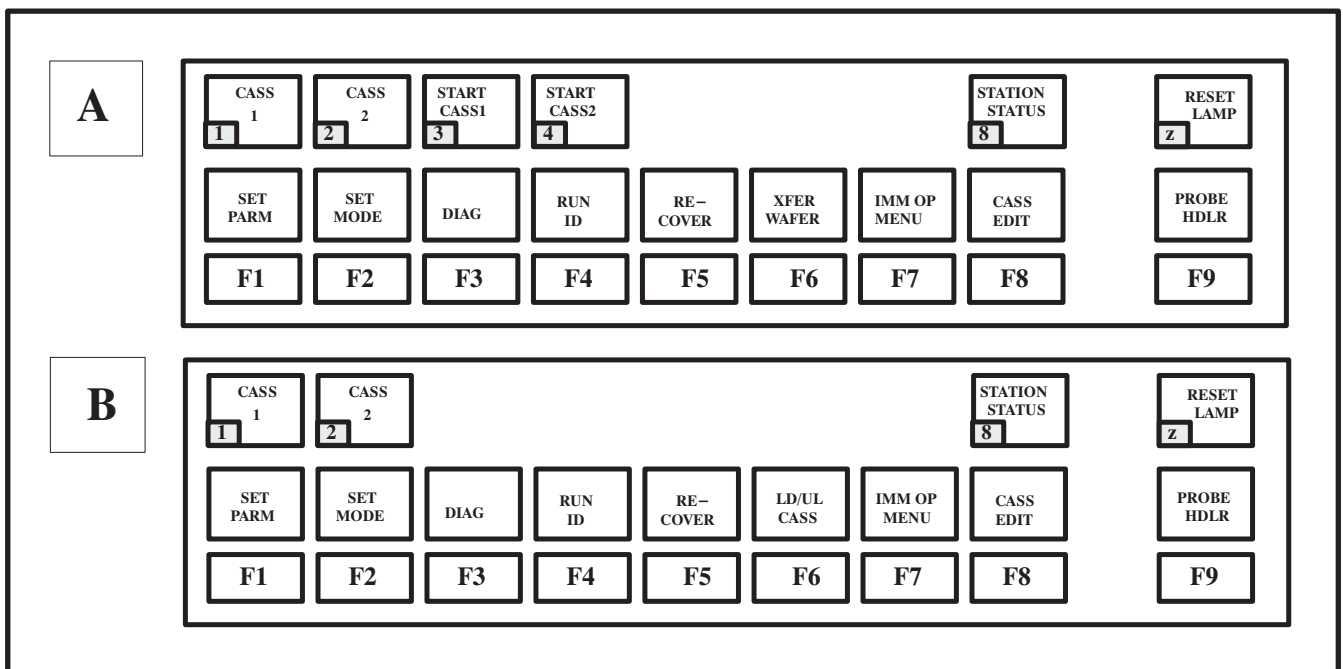 A
CASS CASS START START STATION RESET
1 2 CASS1 CASS2 STATUS LAMP
1 2 3 4 8 z
SET SET DIAG RUN RE– XFER IMM OP CASS PROBE
PARM MODE ID COVER WAFER MENU EDIT HDLR
F1 F2 F3 F4 F5 F6 F7 F8 F9
B
CASS CASS STATION RESET
1 2 STATUS LAMP
1 2 8 z
SET SET DIAG RUN RE– LD/UL IMM OP CASS PROBE
PARM MODE ID COVER CASS MENU EDIT HDLR
F1 F2 F3 F4 F5 F6 F7 F8 F9